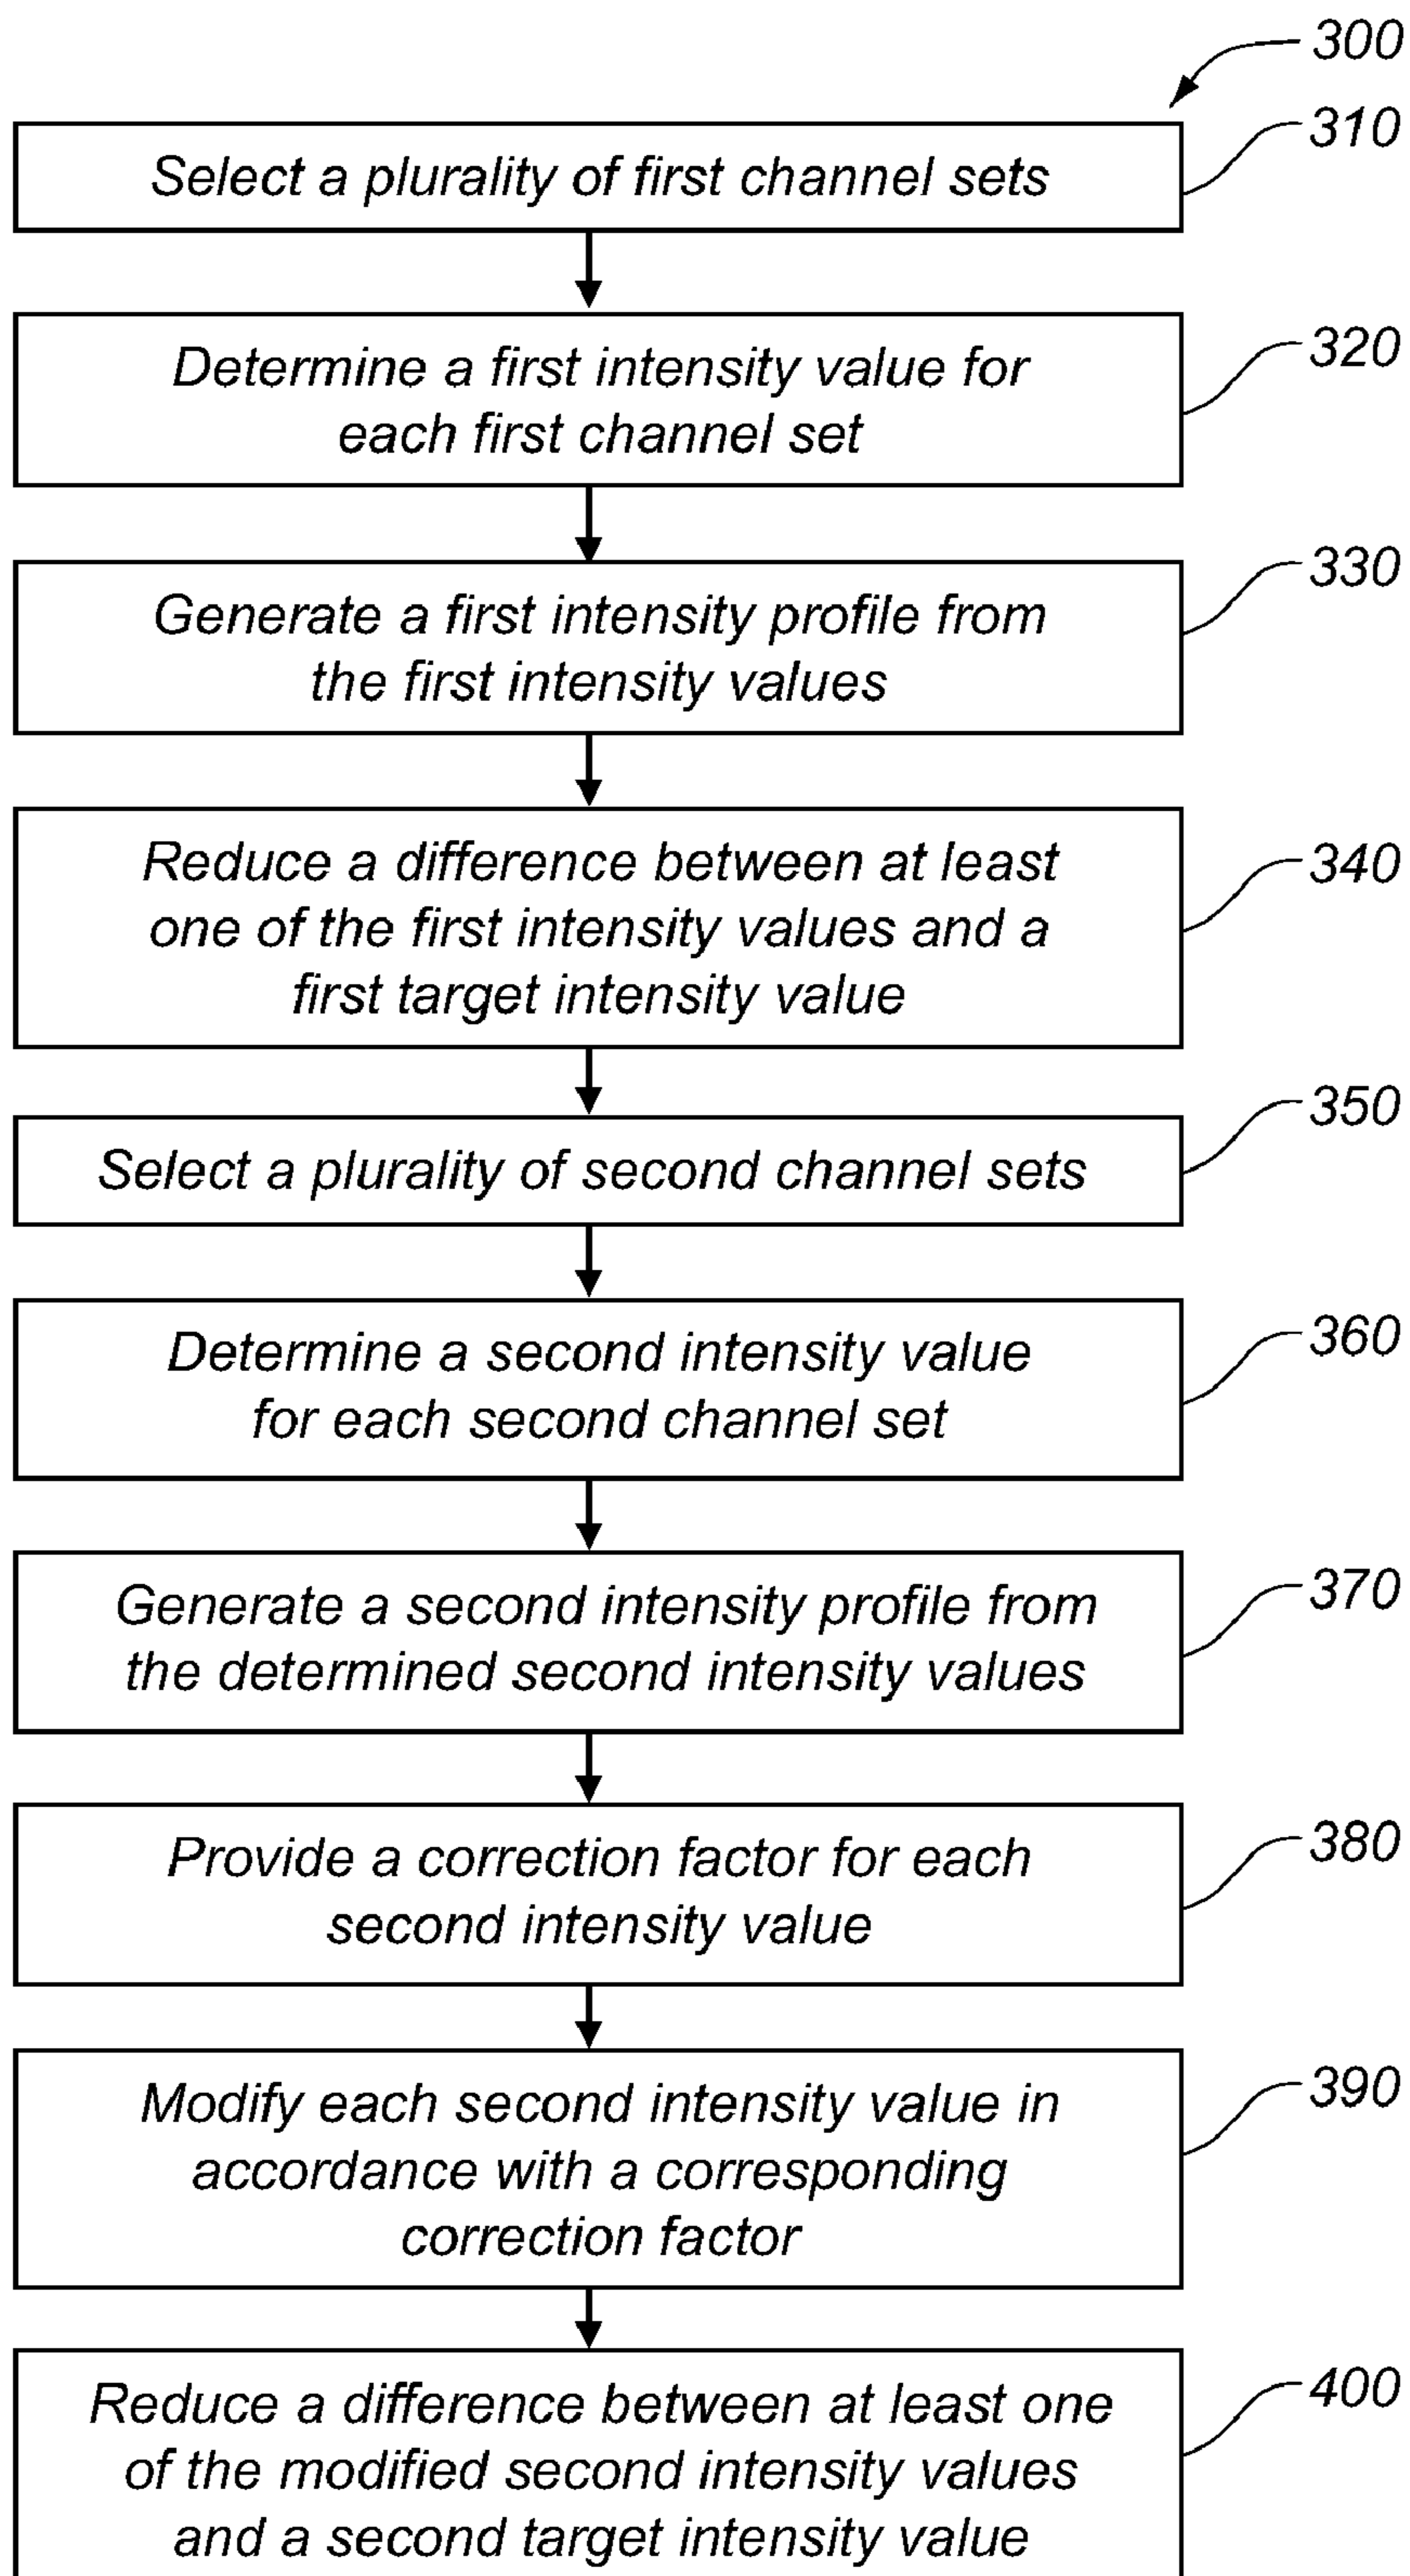 300
310
Select a plurality of first channel sets
320
Determine a first intensity value for
each first channel set
330
Generate a first intensity profile from
the first intensity values
340
Reduce a difference between at least
one of the first intensity values and a
first target intensity value
350
Select a plurality of second channel sets
360
Determine a second intensity value
for each second channel set
370
Generate a second intensity profile from
the determined second intensity values
380
Provide a correction factor for each
second intensity value
390
Modify each second intensity value in
accordance with a corresponding
correction factor
400
Reduce a difference between at least one
of the modified second intensity values
and a second target intensity value